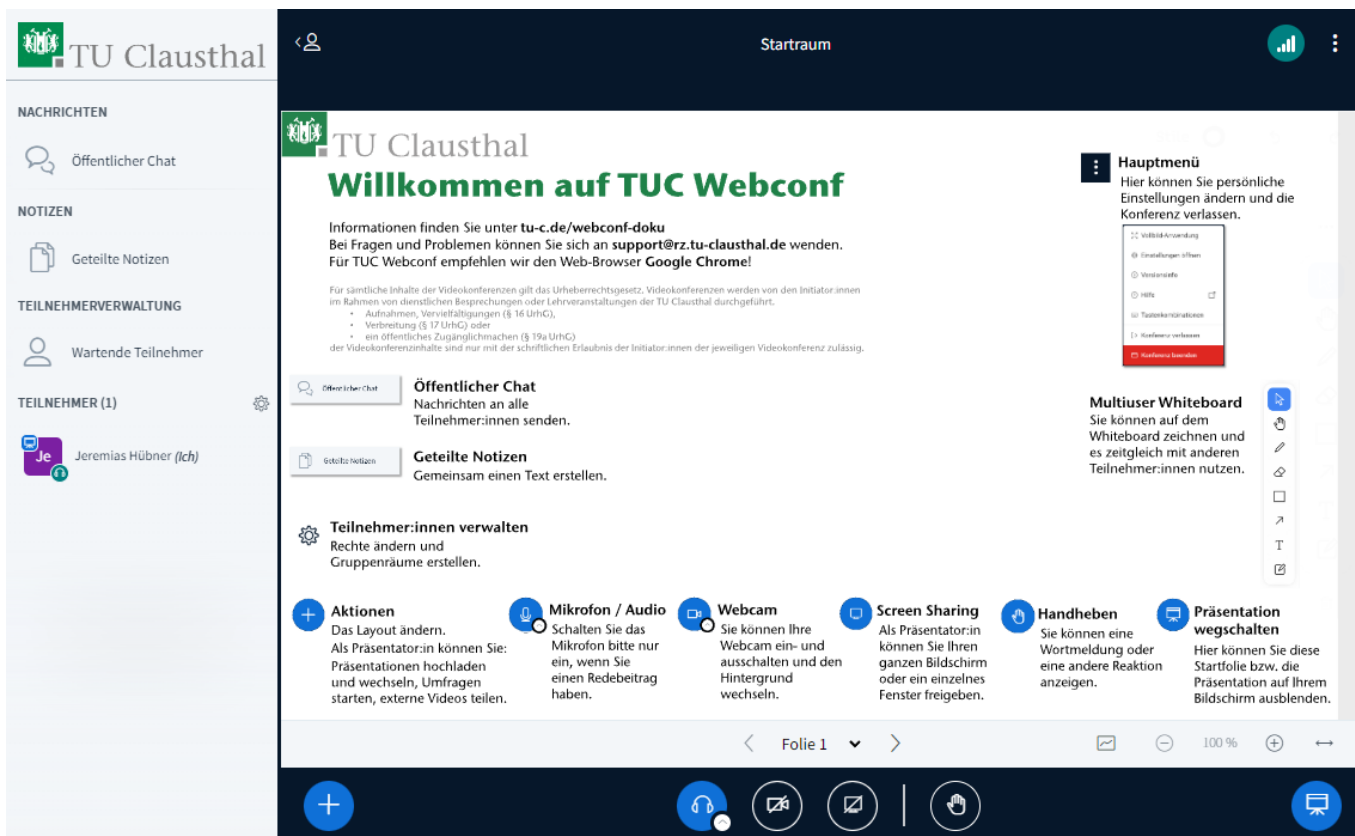 TU Clausthal
NACHRICHTEN
Öffentlicher Chat
NOTIZEN
Geteilte Notizen
TEILNEHMERVERWALTUNG
Wartende Teilnehmer
TEILNEHMER (1)
Je
Jeremias Hübner (Ich)
Startraum
TU Clausthal
Willkommen auf TUC Webconf
Informationen finden Sie unter tu-c.de/webconf-doku
Bei Fragen und Problemen können Sie sich an support@rz.tu-clausthal.de wenden.
Für TUC Webconf empfehlen wir den Web-Browser Google Chrome!
Für sämtliche Inhalte der Videokonferenzen gilt das Urheberrechtsgesetz. Videokonferenzen werden von den Initiator:innen
im Rahmen von dienstlichen Besprechungen oder Lehrveranstaltungen der TU Clausthal durchgeführt.
• Aufnahmen, Vervielfältigungen (§ 16 UrhG),
• Verbreitung (§ 17 UrhG) oder
• ein öffentliches Zugänglichmachen (§ 19a UrhG)
der Videokonferenzinhalte sind nur mit der schriftlichen Erlaubnis der Initiator:innen der jeweiligen Videokonferenz zulässig.
Hauptmenü
Hier können Sie persönliche
Einstellungen ändern und die
Konferenz verlassen.
Vollbild-Anwendung
Einstellungen öffnen
Versionsinfo
Hilfe
Tastenkombinationen
Konferenz verlassen
Konferenz beenden
Öffentlicher Chat
Öffentlicher Chat
Nachrichten an alle
Teilnehmer:innen senden.
Geteilte Notizen
Geteilte Notizen
Gemeinsam einen Text erstellen.
Multiuser Whiteboard
Sie können auf dem
Whiteboard zeichnen und
es zeitgleich mit anderen
Teilnehmer:innen nutzen.
T
Teilnehmer:innen verwalten
Rechte ändern und
Gruppenräume erstellen.
Aktionen
Das Layout ändern.
Als Präsentator:in können Sie:
Präsentationen hochladen
und wechseln, Umfragen
starten, externe Videos teilen.
Mikrofon / Audio
Schalten Sie das
Mikrofon bitte nur
ein, wenn Sie
einen Redebeitrag
haben.
Webcam
Sie können Ihre
Webcam ein- und
ausschalten und den
Hintergrund
wechseln.
Screen Sharing
Als Präsentator:in
können Sie Ihren
ganzen Bildschirm
oder ein einzelnes
Fenster freigeben.
Handheben
Sie können eine
Wortmeldung oder
eine andere Reaktion
anzeigen.
Präsentation
wegschalten
Hier können Sie diese
Startfolie bzw. die
Präsentation auf Ihrem
Bildschirm ausblenden.
Folie 1
100 %